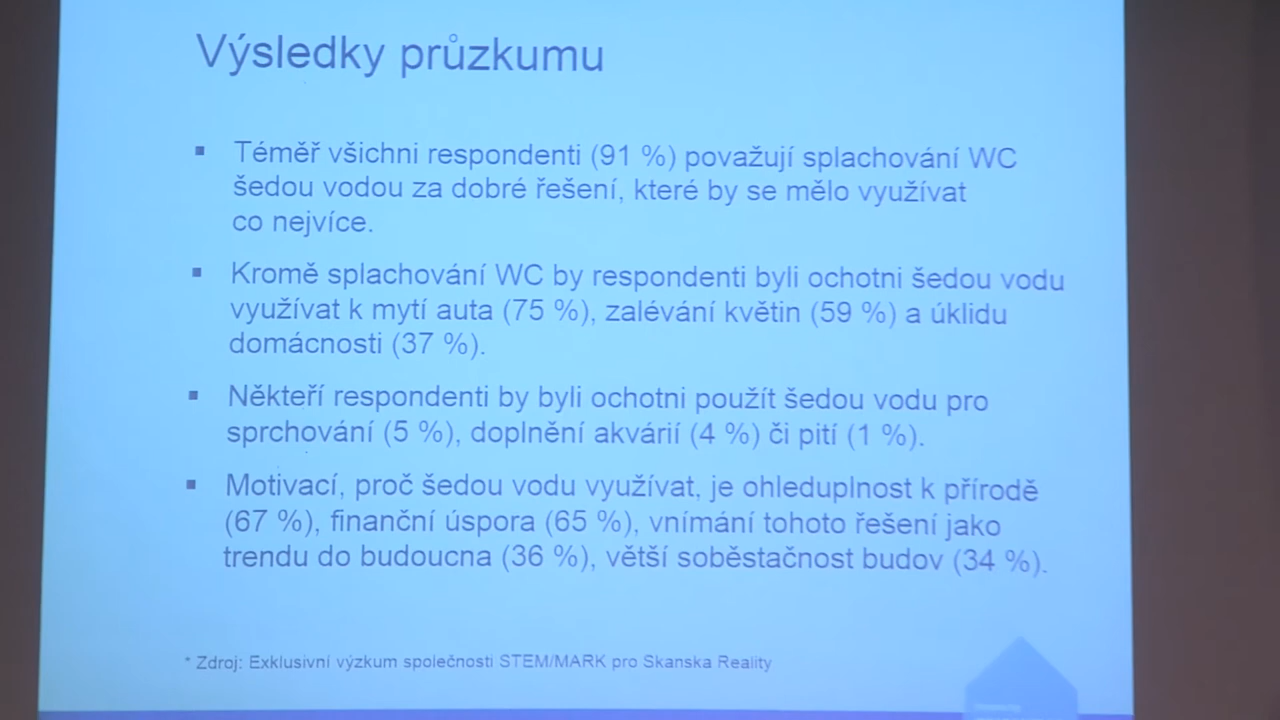 Výsledky průzkumu
▪ Téměř všichni respondenti (91 %) považují splachování WC
šedou vodou za dobré řešení, které by se mělo využívat
co nejvíce.
▪ Kromě splachování WC by respondenti byli ochotni šedou vodu
využívat k mytí auta (75 %), zalévání květin (59 %) a úklidu
domácnosti (37 %).
▪ Někteří respondenti by byli ochotni použít šedou vodu pro
sprchování (5 %), doplnění akvárií (4 %) či pití (1 %).
▪ Motivací, proč šedou vodu využívat, je ohleduplnost k přírodě
(67 %), finanční úspora (65 %), vnímání tohoto řešení jako
trendu do budoucna (36 %), větší soběstačnost budov (34 %).
* Zdroj: Exklusivní výzkum společnosti STEM/MARK pro Skanska Reality